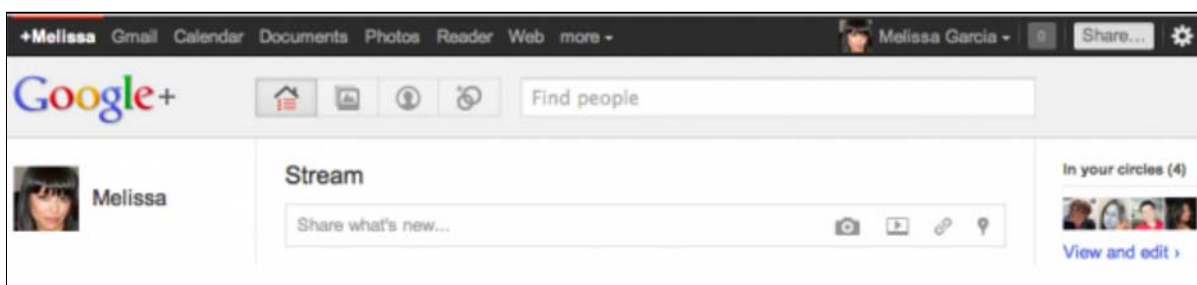 +Melissa Gmail Calendar Documents Photos Reader Web more Melissa Garcia 0 Share...
Google+ Find people
Melissa
Stream
Share what's new...
In your circles (4)
View and edit ›